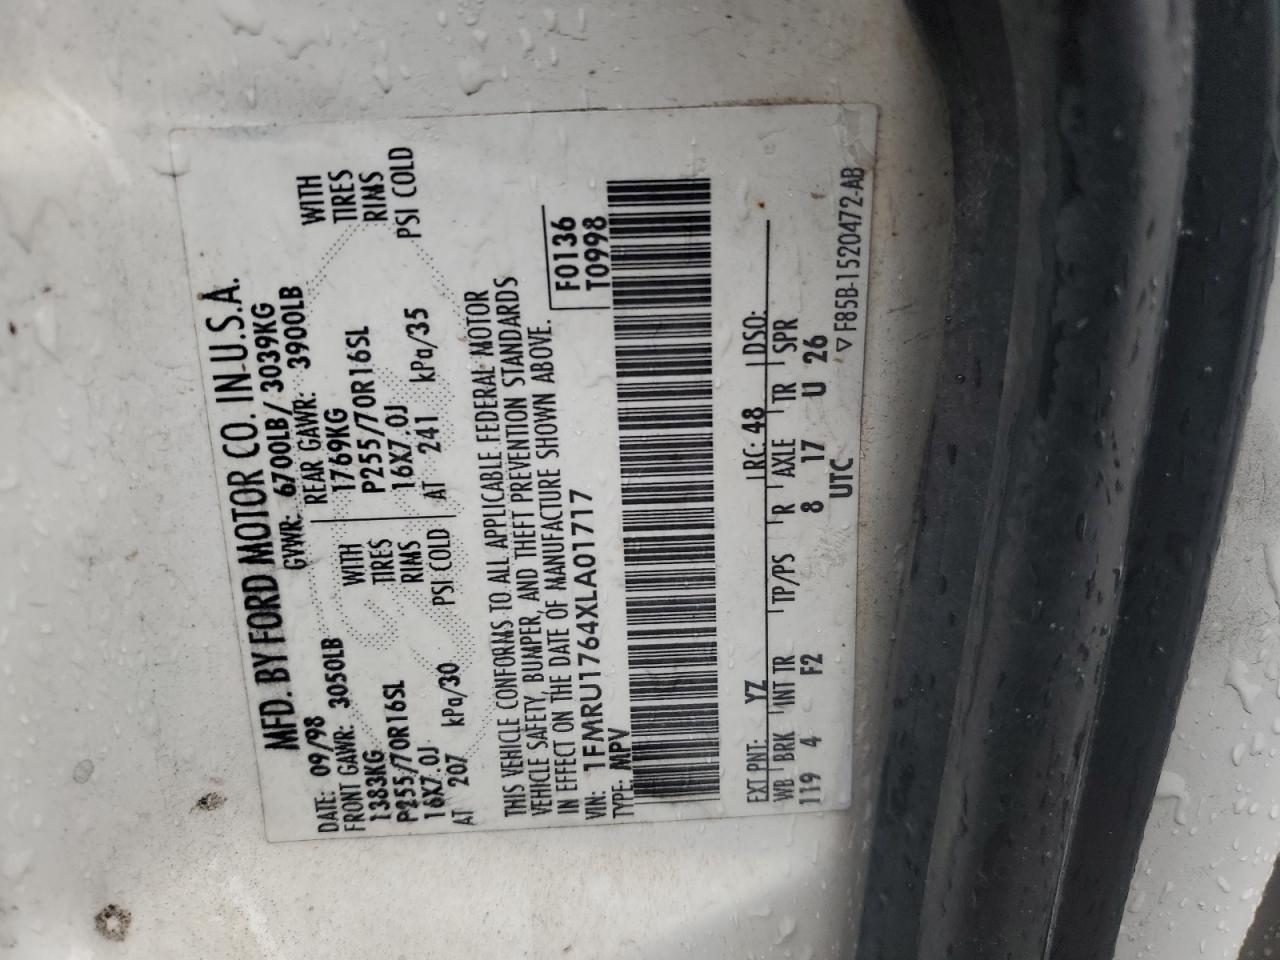 MFD. BY FORD MOTOR CO. IN U.S.A.
DATE: 09/98 GVWR: 6700LB/ 3039KG
FRONT GAWR: 3050LB REAR GAWR: 3900LB
1383KG WITH 1769KG WITH
P255/70R16SL TIRES P255/70R16SL TIRES
16X7.0J RIMS 16X7.0J RIMS
AT 207 kPa/30 PSI COLD AT 241 kPa/35 PSI COLD
THIS VEHICLE CONFORMS TO ALL APPLICABLE FEDERAL MOTOR
VEHICLE SAFETY, BUMPER, AND THEFT PREVENTION STANDARDS
IN EFFECT ON THE DATE OF MANUFACTURE SHOWN ABOVE.
VIN: 1FMRU1764XLA01717 F0136
TYPE: MPV T0998
EXT PNT: YZ RC: 48 DSO:
WB BRK INT TR TP/PS R AXLE TR SPR
119 4 F2 8 17 U 26
UTC
▽ F85B-1520472-AB